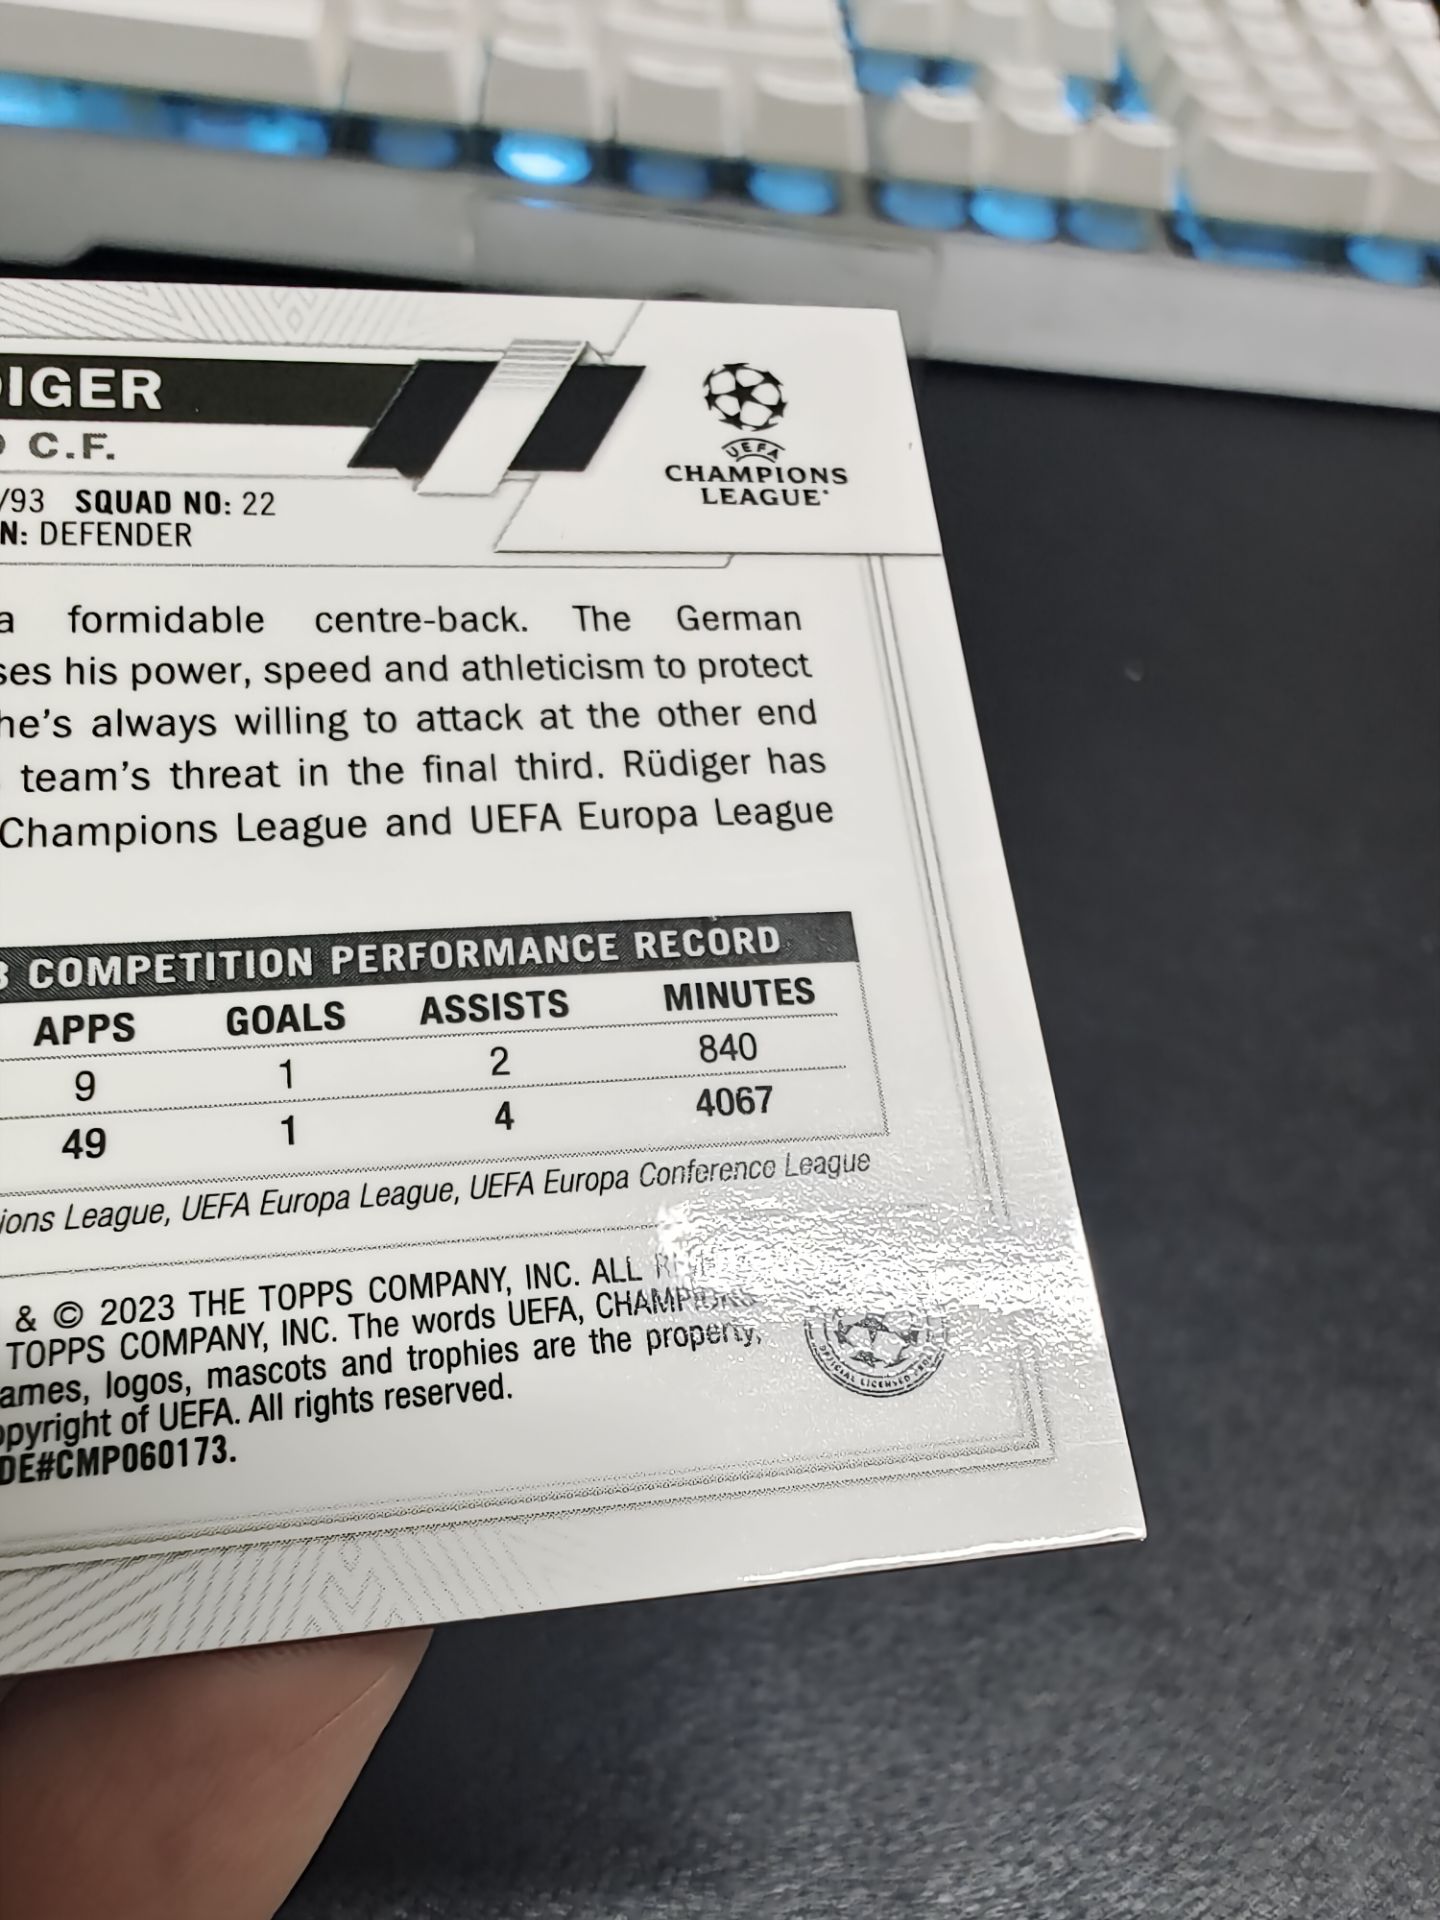 DIGER
C.F.
/93 SQUAD NO: 22
N: DEFENDER
UEFA
CHAMPIONS
LEAGUE
a formidable centre-back. The German
ses his power, speed and athleticism to protect
he's always willing to attack at the other end
team's threat in the final third. Rüdiger has
Champions League and UEFA Europa League
3 COMPETITION PERFORMANCE RECORD
APPS GOALS ASSISTS MINUTES
9 1 2 840
49 1 4 4067
ions League, UEFA Europa League, UEFA Europa Conference League
& © 2023 THE TOPPS COMPANY, INC. ALL
TOPPS COMPANY, INC. The words UEFA, CHAMPIONS
ames, logos, mascots and trophies are the property,
opyright of UEFA. All rights reserved.
DE#CMP060173.
OFFICIAL LICENSED